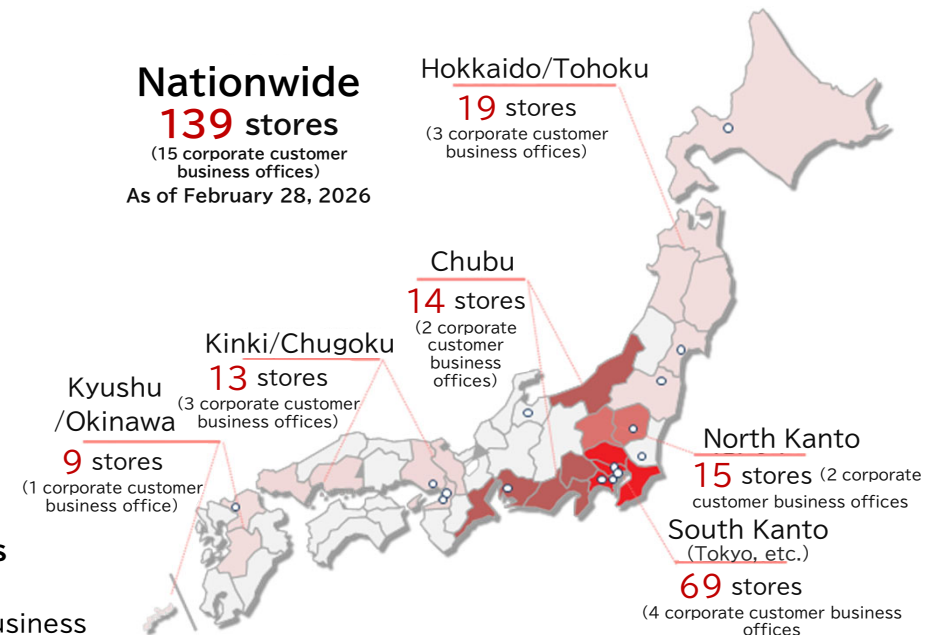 Nationwide
139 stores
(15 corporate customer
business offices)
As of February 28, 2026
Hokkaido/Tohoku
19 stores
(3 corporate customer
business offices)
Chubu
14 stores
(2 corporate
customer
business
offices)
Kinki/Chugoku
13 stores
(3 corporate customer
business offices)
Kyushu
/Okinawa
9 stores
(1 corporate customer
business office)
North Kanto
15 stores (2 corporate
customer business offices
South Kanto
(Tokyo, etc.)
69 stores
(4 corporate customer business
offices
s
usiness